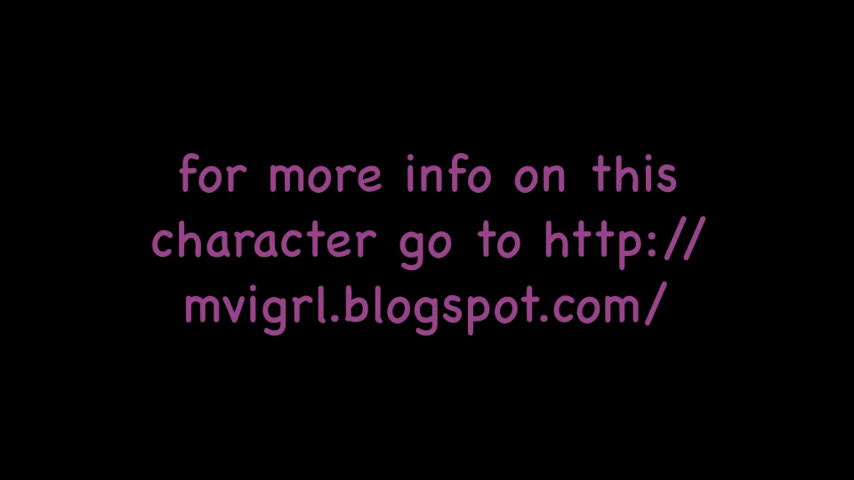 for more info on this
character go to http://
mvigrl.blogspot.com/